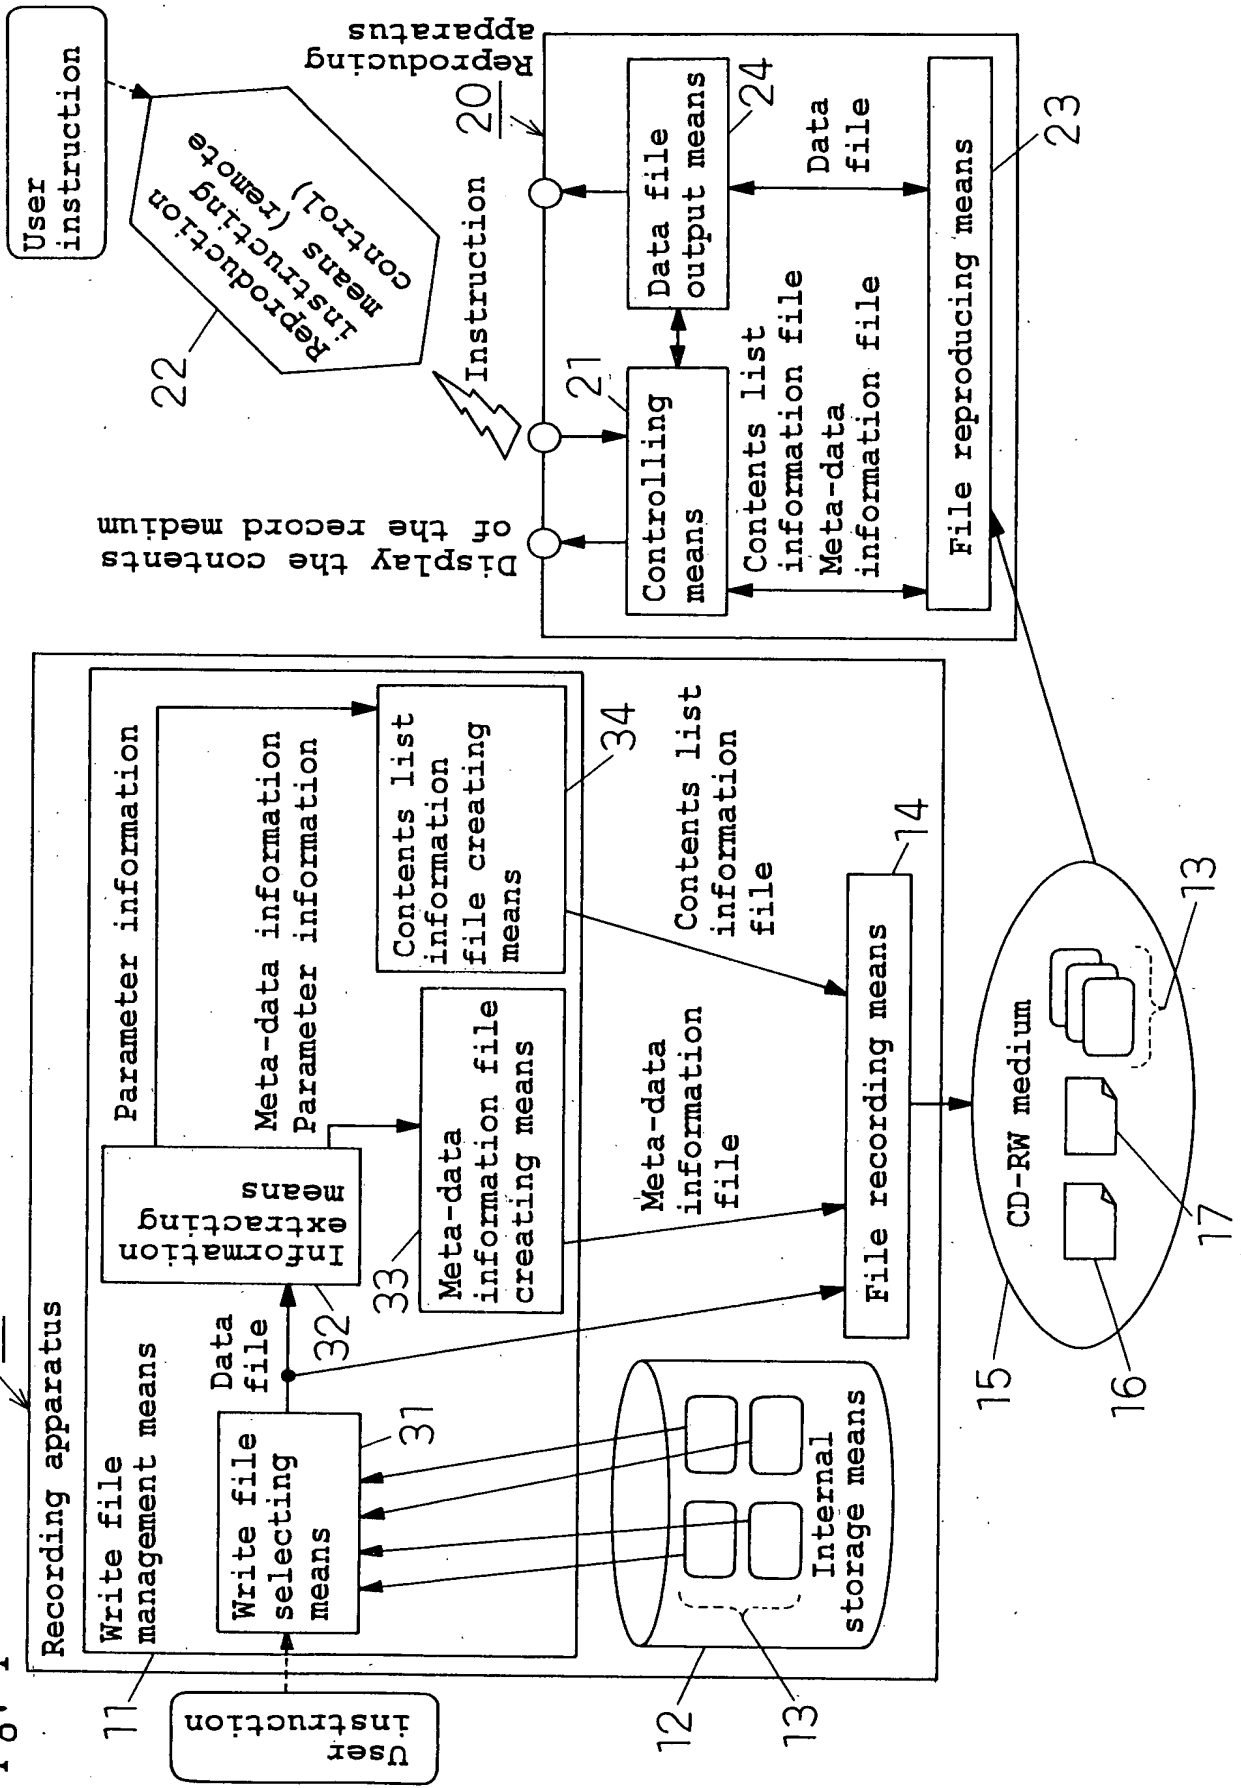 Recording apparatus
Write file
management means
11
User
instruction
Write file
selecting
means
31
Data
file
Information
extracting
means
32
Parameter information
Meta-data information
Parameter information
33
Meta-data
information file
creating means
Contents list
information
file creating
means
34
12
13
Internal
storage means
Meta-data
information
file
Contents list
information
file
File recording means
14
15
CD-RW medium
16
17
13
User
instruction
22
Reproduction
instructing
means (remote
control)
Instruction
20
Reproducing
apparatus
Display the contents
of the record medium
Controlling
means
21
Data file
output means
24
Contents list
information file
Meta-data
information file
Data
file
File reproducing means
23